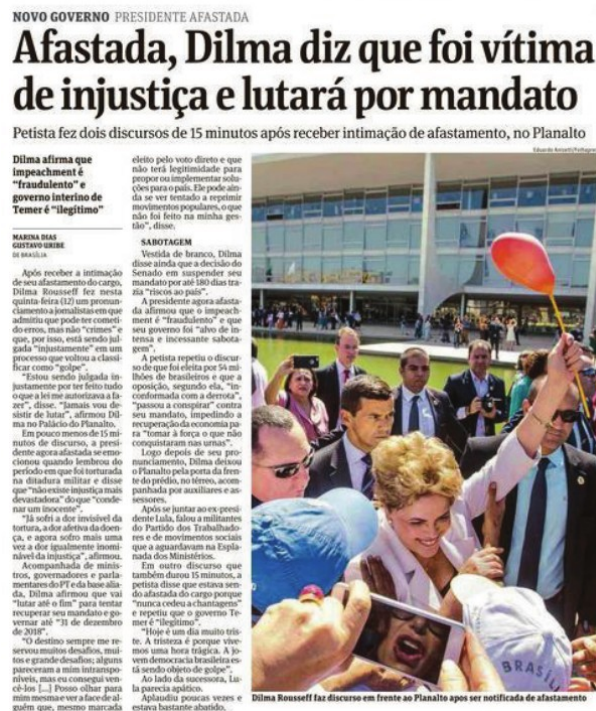 NOVO GOVERNO PRESIDENTE AFASTADA
Afastada, Dilma diz que foi vítima
de injustiça e lutará por mandato
Petista fez dois discursos de 15 minutos após receber intimação de afastamento, no Planalto
Dilma afirma que
impeachment é
“fraudulento” e
governo interino de
Temer é “ilegítimo”
MARINA DIAS
GUSTAVO URIBE
DE BRASÍLIA
Após receber a intimação
de seu afastamento do cargo,
Dilma Rousseff fez nesta
quinta-feira (12) um pronun-
ciamento a jornalistas em que
admitiu que pode ter cometi-
do erros, mas não “crimes” e
que, por isso, está sendo jul-
gada “injustamente” em um
processo que voltou a classi-
ficar como “golpe”.
“Estou sendo julgada in-
justamente por ter feito tudo
o que a lei me autorizava a fa-
zer”, disse. “Jamais vou de-
sistir de lutar”, afirmou Dil-
ma no Palácio do Planalto.
Em pouco menos de 15 mi-
nutos de discurso, a presi-
dente agora afastada se emo-
cionou quando lembrou do
período em que foi torturada
na ditadura militar e disse
que “não existe injustiça mais
devastadora” do que “conde-
nar um inocente”.
“Já sofri a dor invisível da
tortura, a dor afetiva da doen-
ça, e agora sofro mais uma
vez a dor igualmente inomi-
nável da injustiça”, afirmou.
Acompanhada de minis-
tros, governadores e parla-
mentares do PT e da base alia-
da, Dilma afirmou que vai
“lutar até o fim” para tentar
recuperar seu mandato e go-
vernar até “31 de dezembro
de 2018”.
“O destino sempre me re-
servou muitos desafios, mui-
tos e grandes desafios; alguns
pareceram a mim intranspo-
níveis, mas eu consegui ven-
cê-los [...] Posso olhar para
mim mesma e ver a face de al-
guém que, mesmo marcada
eleito pelo voto direto e que
não terá legitimidade para
propor ou implementar solu-
ções para o país. Ele pode ain-
da se ver tentado a reprimir
movimentos populares, o que
não foi feito na minha ges-
tão”, disse.
SABOTAGEM
Vestida de branco, Dilma
disse ainda que a decisão do
Senado em suspender seu
mandato por até 180 dias tra-
zia “riscos ao país”.
A presidente agora afasta-
da afirmou que o impeach-
ment é “fraudulento” e que
seu governo foi “alvo de in-
tensa e incessante sabota-
gem”.
A petista repetiu o discur-
so de que foi eleita por 54 mi-
lhões de brasileiros e que a
oposição, segundo ela, “in-
conformada com a derrota”,
“passou a conspirar” contra
seu mandato, impedindo a
recuperação da economia pa-
ra “tomar à força o que não
conquistaram nas urnas”.
Logo depois de seu pro-
nunciamento, Dilma deixou
o Planalto pela porta da fren-
te do prédio, no térreo, acom-
panhada por auxiliares e as-
sessores.
Após se juntar ao ex-presi-
dente Lula, falou a militantes
do Partido dos Trabalhado-
res e de movimentos sociais
que a aguardavam na Espla-
nada dos Ministérios.
Em outro discurso que
também durou 15 minutos, a
petista disse que estava sen-
do afastada do cargo porque
“nunca cedeu a chantagens”
e repetiu que o governo Te-
mer é “ilegítimo”.
“Hoje é um dia muito tris-
te. A tristeza é porque vive-
mos uma hora trágica. A jo-
vem democracia brasileira es-
tá sendo objeto de golpe”.
Ao lado da sucessora, Lu-
la parecia apático.
Aplaudiu poucas vezes e
estava bastante abatido.
BRASÍLIA
Dilma Rousseff faz discurso em frente ao Planalto apos ser notificada de afastamento